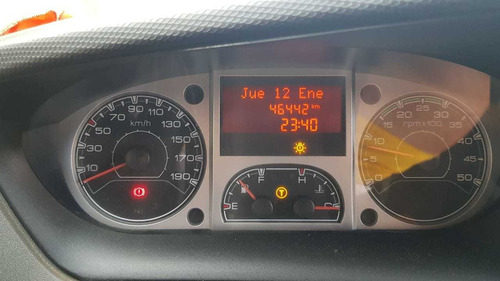 Jue 12 Ene
46442 km
23:40
10 30 50 70 90 110 130 150 170 190
km/h
E F
H C
T
0 5 10 15 20 25 30 35 40 45 50
rpm x100